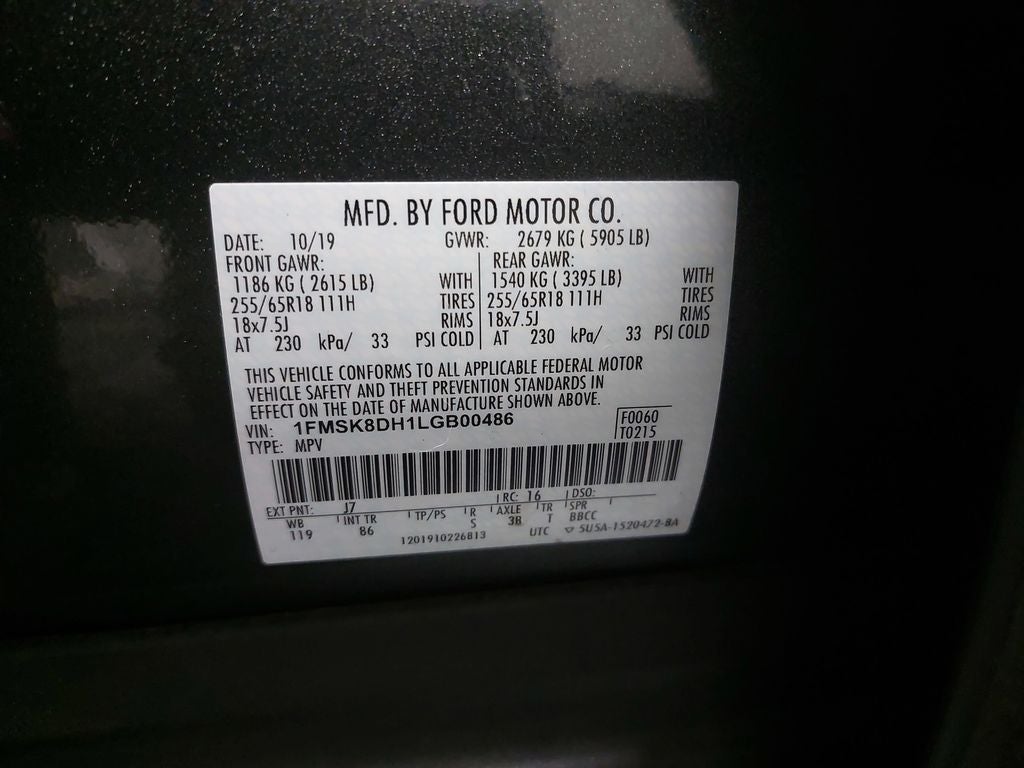 MFD. BY FORD MOTOR CO.
DATE: 10/19 GVWR: 2679 KG ( 5905 LB)
FRONT GAWR: REAR GAWR:
1186 KG ( 2615 LB) WITH 1540 KG ( 3395 LB) WITH
255/65R18 111H TIRES 255/65R18 111H TIRES
18x7.5J RIMS 18x7.5J RIMS
AT 230 kPa/ 33 PSI COLD AT 230 kPa/ 33 PSI COLD
THIS VEHICLE CONFORMS TO ALL APPLICABLE FEDERAL MOTOR
VEHICLE SAFETY AND THEFT PREVENTION STANDARDS IN
EFFECT ON THE DATE OF MANUFACTURE SHOWN ABOVE.
VIN: 1FMSK8DH1LGB00486 F0060
TYPE: MPV T0215
EXT PNT: J7 RC: 16 DSO:
WB INT TR TP/PS R AXLE TR SPR
119 86 S 3B T BBCC
1201910226813 UTC ▽ 5U5A-1520472-BA